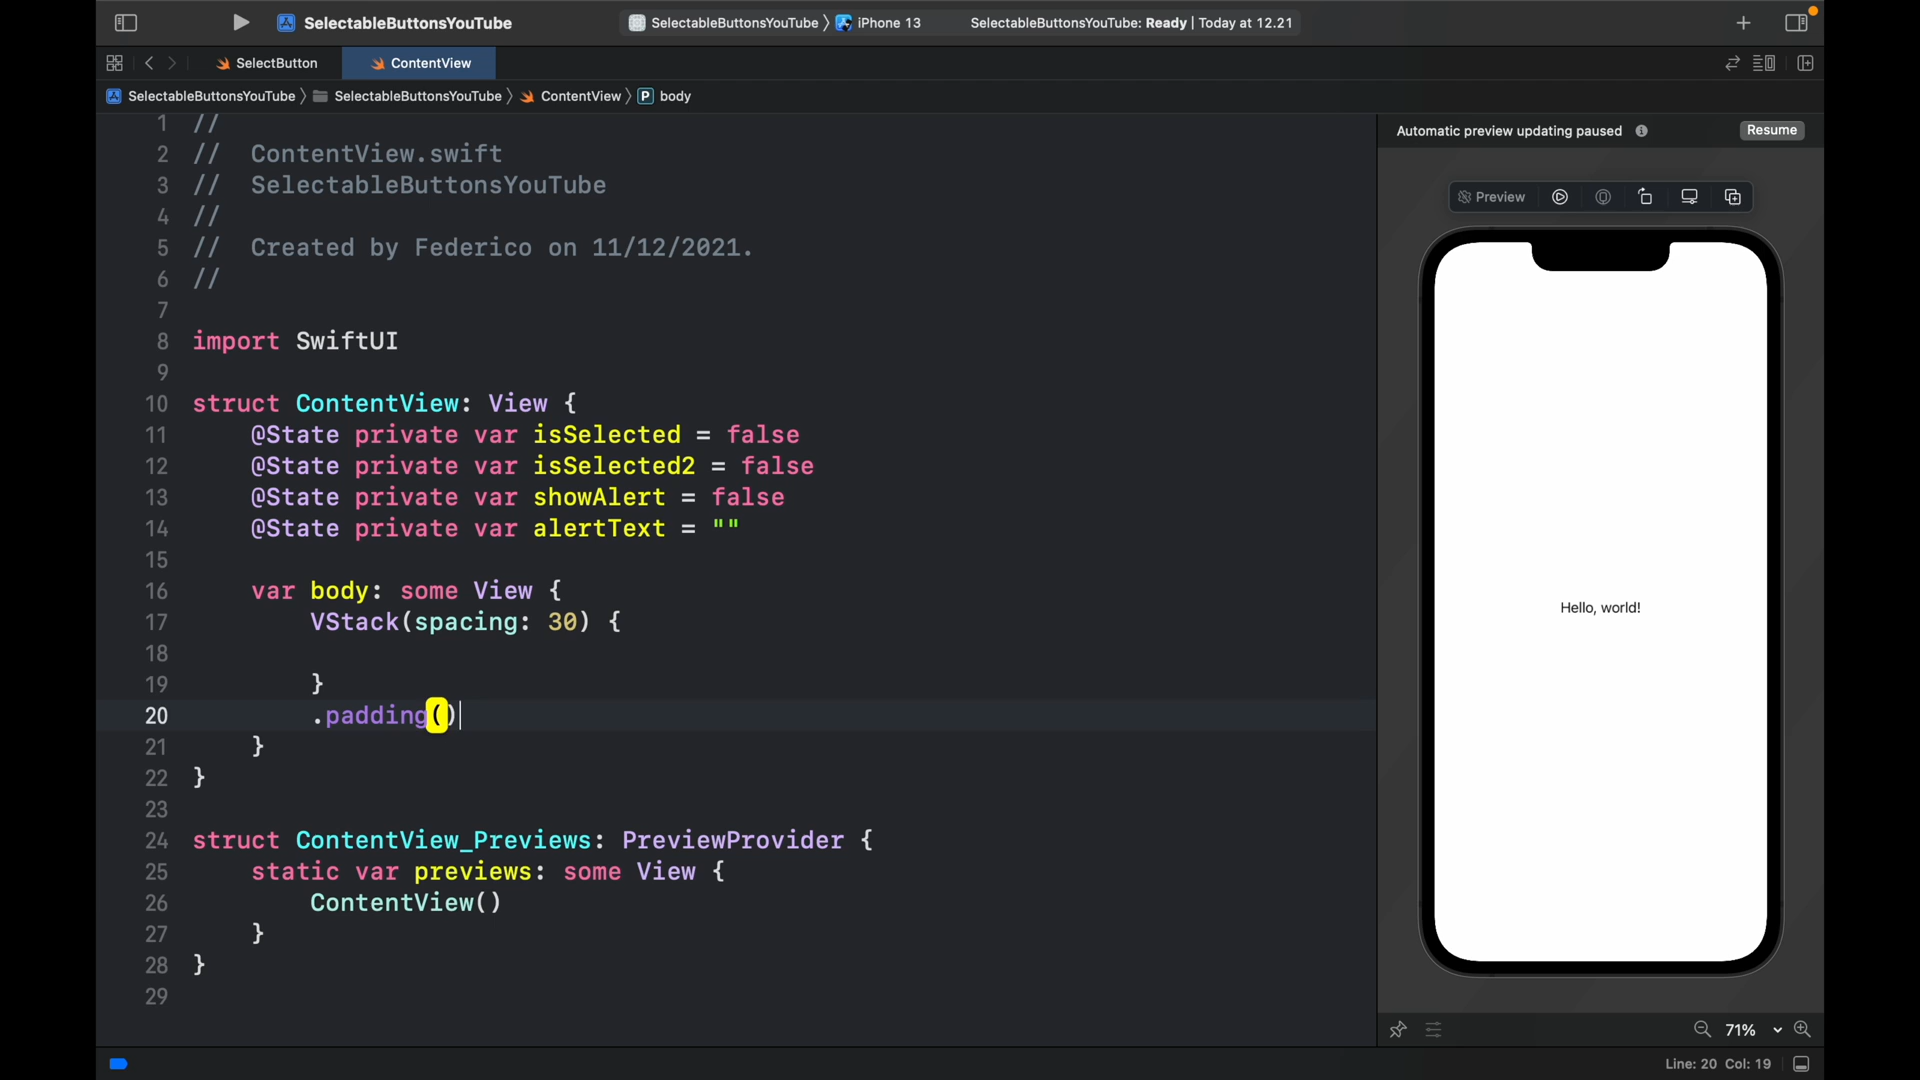 SelectableButtonsYouTube
SelectableButtonsYouTube 〉 iPhone 13
SelectableButtonsYouTube: Ready | Today at 12.21
SelectButton
ContentView
SelectableButtonsYouTube 〉 SelectableButtonsYouTube 〉 ContentView 〉 P body
1 //
2 //  ContentView.swift
3 //  SelectableButtonsYouTube
4 //
5 //  Created by Federico on 11/12/2021.
6 //
7
8 import SwiftUI
9
10 struct ContentView: View {
11     @State private var isSelected = false
12     @State private var isSelected2 = false
13     @State private var showAlert = false
14     @State private var alertText = ""
15
16     var body: some View {
17         VStack(spacing: 30) {
18
19         }
20         .padding()
21     }
22 }
23
24 struct ContentView_Previews: PreviewProvider {
25     static var previews: some View {
26         ContentView()
27     }
28 }
29
Automatic preview updating paused
Resume
Preview
Hello, world!
71%
Line: 20 Col: 19